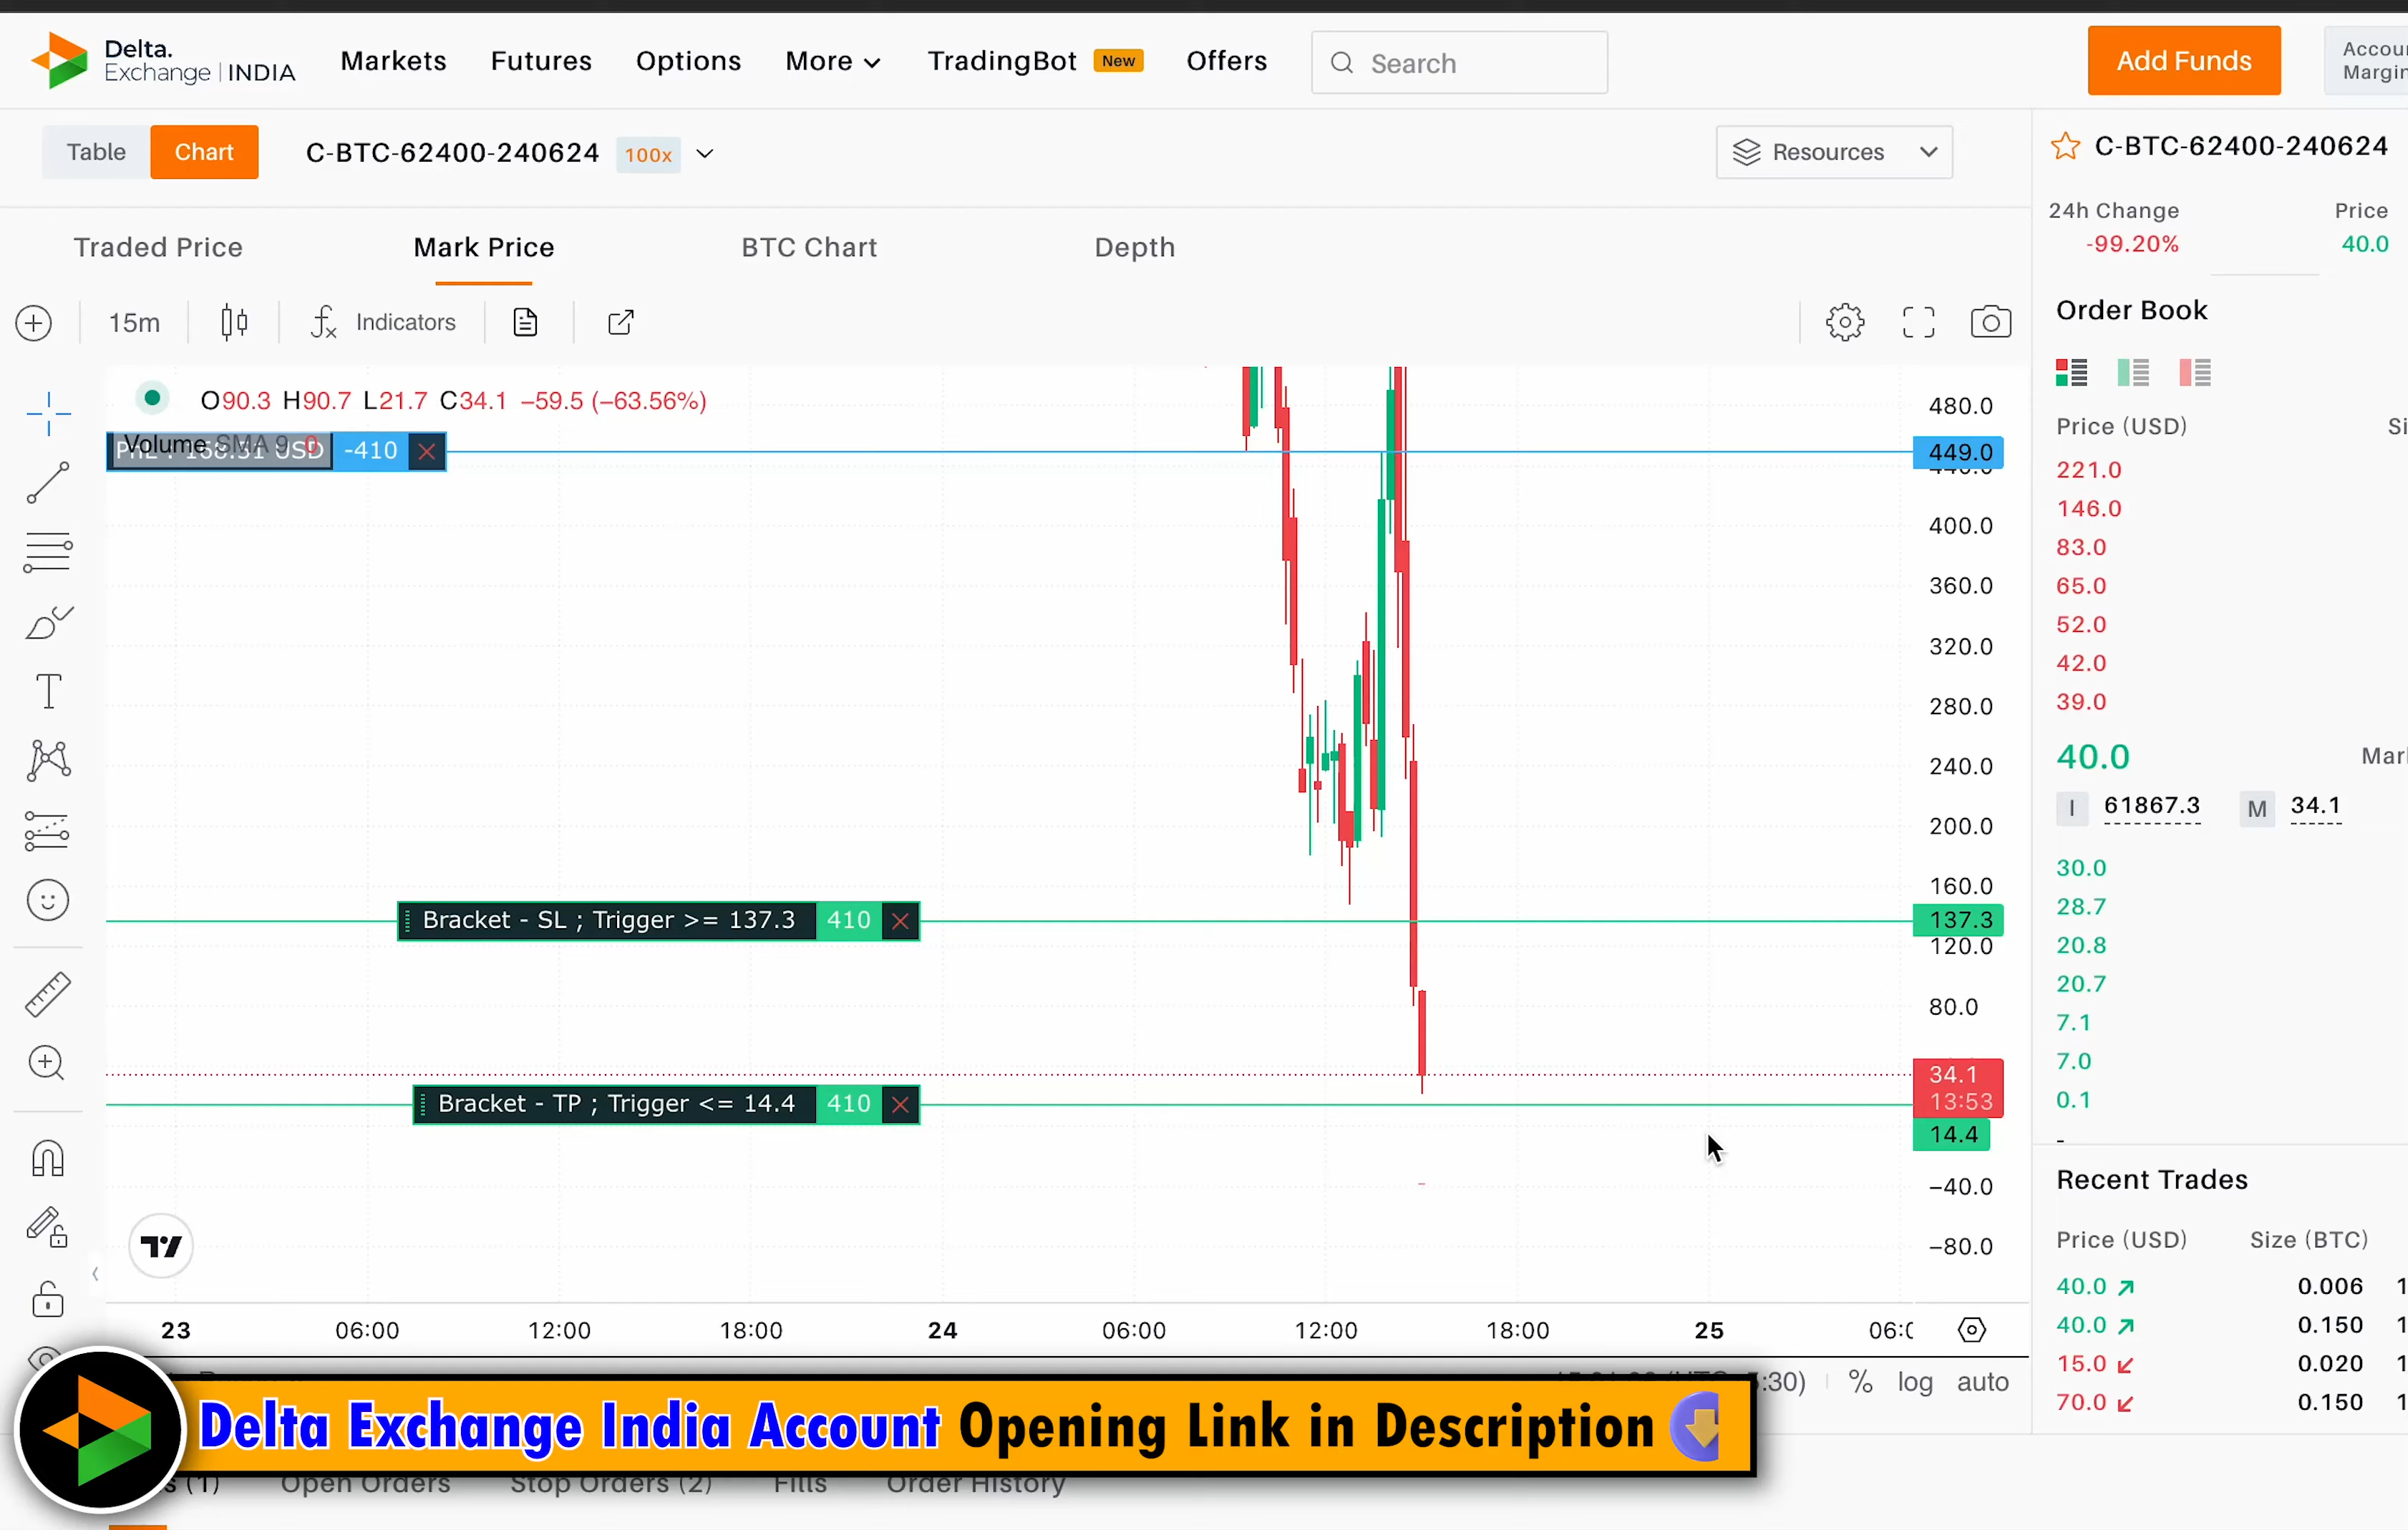 Delta.
Exchange | INDIA
Markets
Futures
Options
More
TradingBot
New
Offers
Search
Add Funds
Table
Chart
C-BTC-62400-240624
100x
Resources
C-BTC-62400-240624
24h Change
Price
-99.20%
40.0
Traded Price
Mark Price
BTC Chart
Depth
15m
Indicators
O90.3 H90.7 L21.7 C34.1 −59.5 (−63.56%)
Volume SMA 9 0
-410
480.0
449.0
400.0
360.0
320.0
280.0
240.0
200.0
160.0
Bracket - SL ; Trigger >= 137.3
410
137.3
120.0
80.0
34.1
13:53
Bracket - TP ; Trigger <= 14.4
410
14.4
−40.0
−80.0
23
06:00
12:00
18:00
24
06:00
12:00
18:00
25
% log auto
Order Book
Price (USD)
221.0
146.0
83.0
65.0
52.0
42.0
39.0
40.0
I 61867.3 M 34.1
30.0
28.7
20.8
20.7
7.1
7.0
0.1
-
Recent Trades
Price (USD) Size (BTC)
40.0 0.006
40.0 0.150
15.0 0.020
70.0 0.150
Delta Exchange India Account Opening Link in Description
(1)
Open Orders
Stop Orders (2)
Fills
Order History